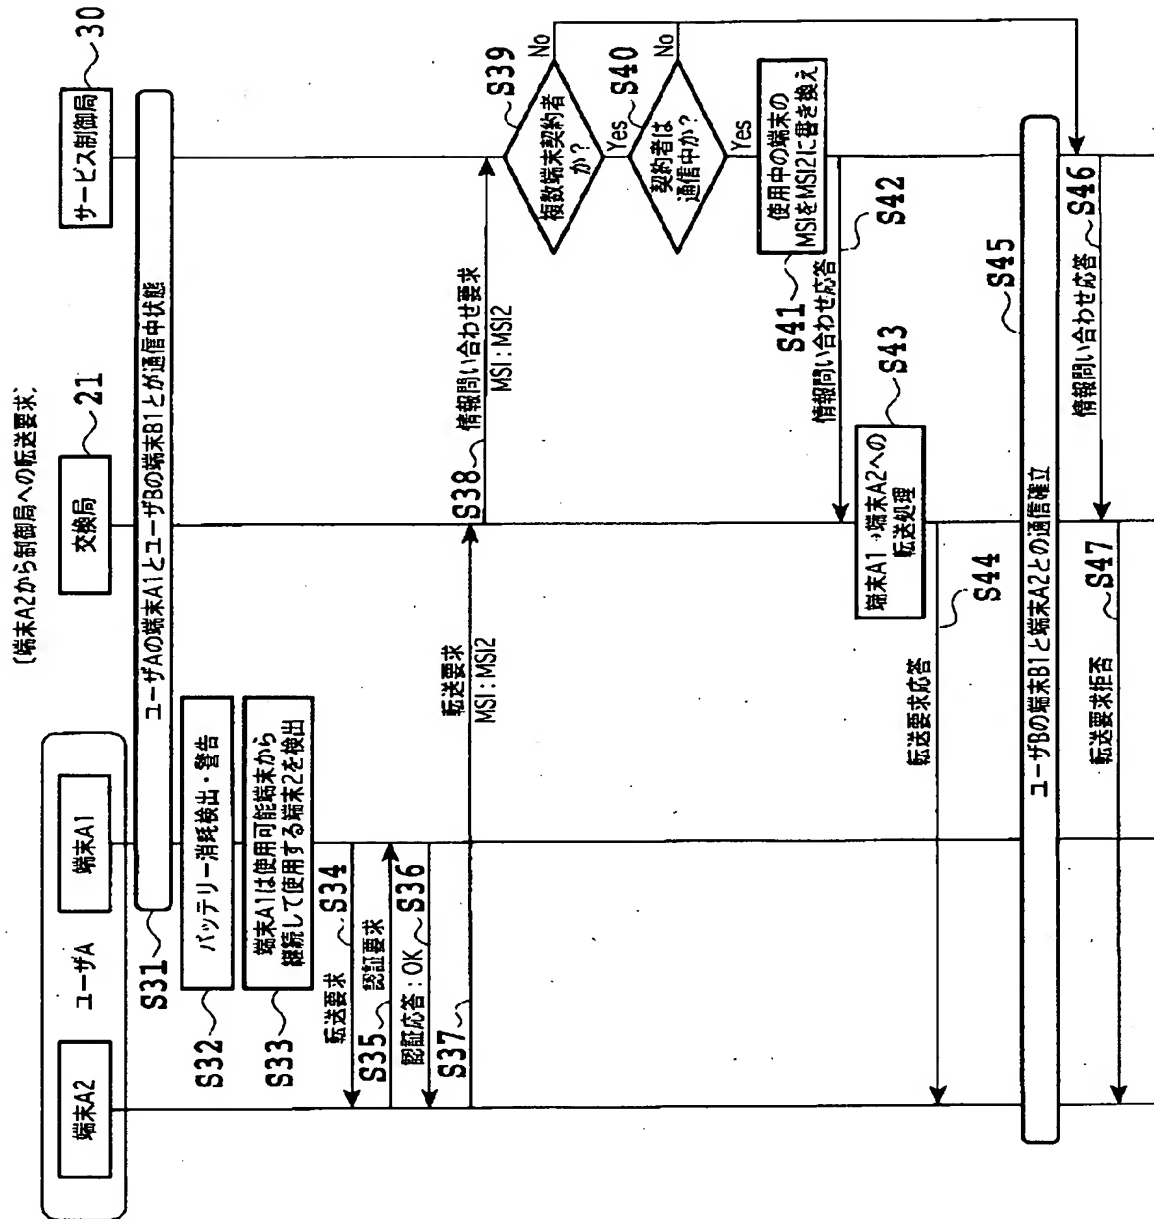 〔端末A2から制御局への転送要求〕
ユーザA
端末A2
端末A1
交換局
21
サービス制御局
30
ユーザAの端末A1とユーザBの端末B1とが通信中状態
S31
バッテリー消耗検出・警告
S32
端末A1は使用可能端末から
継続して使用する端末2を検出
S33
転送要求
S34
S35
認証要求
認証応答:OK
S36
S37
転送要求
MSI:MSI2
S38
情報問い合わせ要求
MSI:MSI2
複数端末契約者
か?
S39
No
Yes
契約者は
通信中か?
S40
No
Yes
使用中の端末の
MSIをMSI2に書き換え
S41
情報問い合わせ応答
S42
端末A1→端末A2への
転送処理
S43
転送要求応答
S44
ユーザBの端末B1と端末A2との通信確立
S45
情報問い合わせ応答
S46
転送要求拒否
S47